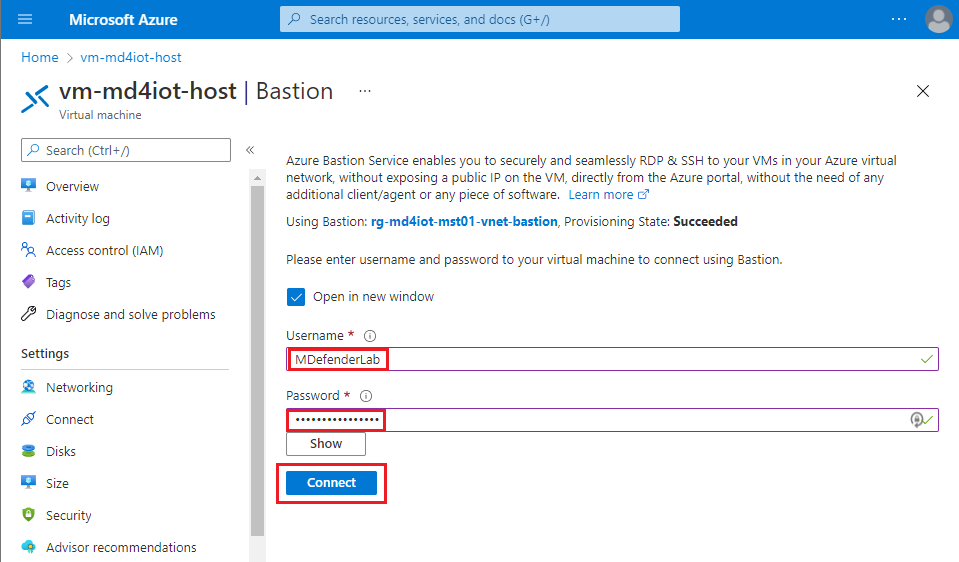 Microsoft Azure
Search resources, services, and docs (G+/)
...
Home > vm-md4iot-host
vm-md4iot-host | Bastion ...
Virtual machine
Search (Ctrl+/)
«
Overview
Activity log
Access control (IAM)
Tags
Diagnose and solve problems
Settings
Networking
Connect
Disks
Size
Security
Advisor recommendations
Azure Bastion Service enables you to securely and seamlessly RDP & SSH to your VMs in your Azure virtual
network, without exposing a public IP on the VM, directly from the Azure portal, without the need of any
additional client/agent or any piece of software. Learn more
Using Bastion: rg-md4iot-mst01-vnet-bastion, Provisioning State: Succeeded
Please enter username and password to your virtual machine to connect using Bastion.
Open in new window
Username *
MDefenderLab
Password *
••••••••••••••••
Show
Connect